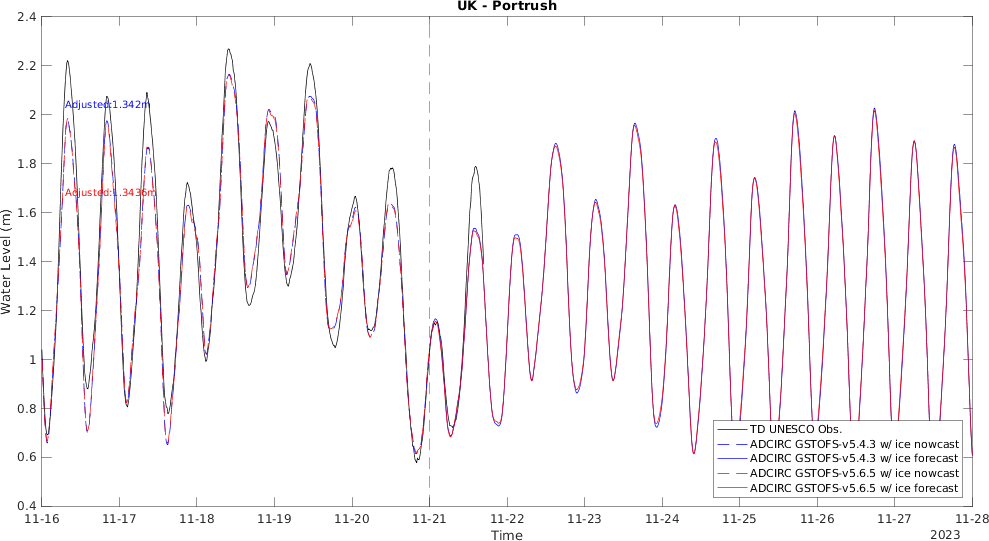 UK - Portrush
2.4
2.2
2
1.8
1.6
1.4
1.2
1
0.8
0.6
0.4
Water Level (m)
Adjusted:1.342m
Adjusted:1.3436m
TD UNESCO Obs.
ADCIRC GSTOFS-v5.4.3 w/ ice nowcast
ADCIRC GSTOFS-v5.4.3 w/ ice forecast
ADCIRC GSTOFS-v5.6.5 w/ ice nowcast
ADCIRC GSTOFS-v5.6.5 w/ ice forecast
11-16 11-17 11-18 11-19 11-20 11-21 11-22 11-23 11-24 11-25 11-26 11-27 11-28
Time
2023